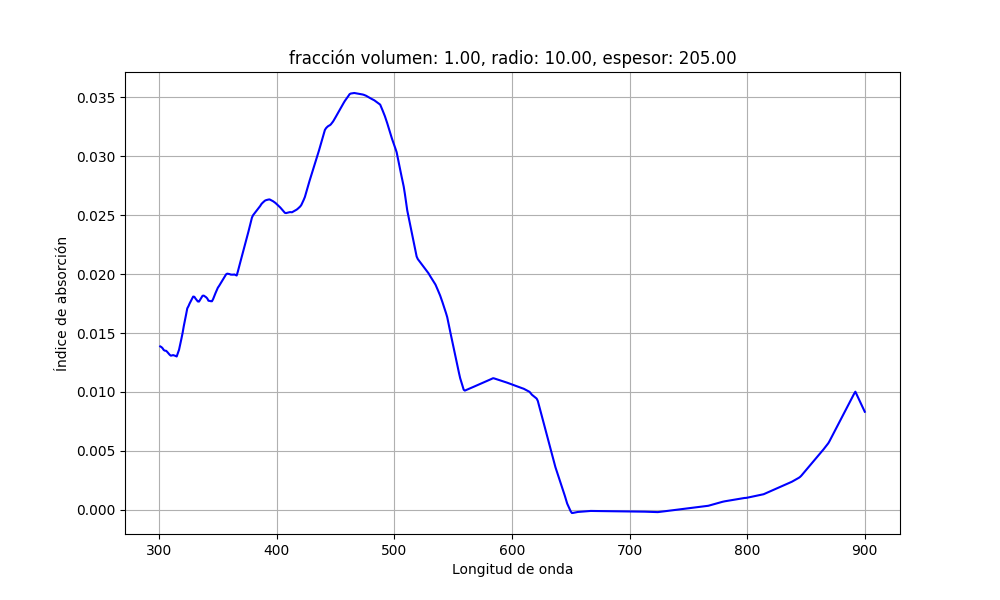 fracción volumen: 1.00, radio: 10.00, espesor: 205.00
Índice de absorción
0.035
0.030
0.025
0.020
0.015
0.010
0.005
0.000
300 400 500 600 700 800 900
Longitud de onda